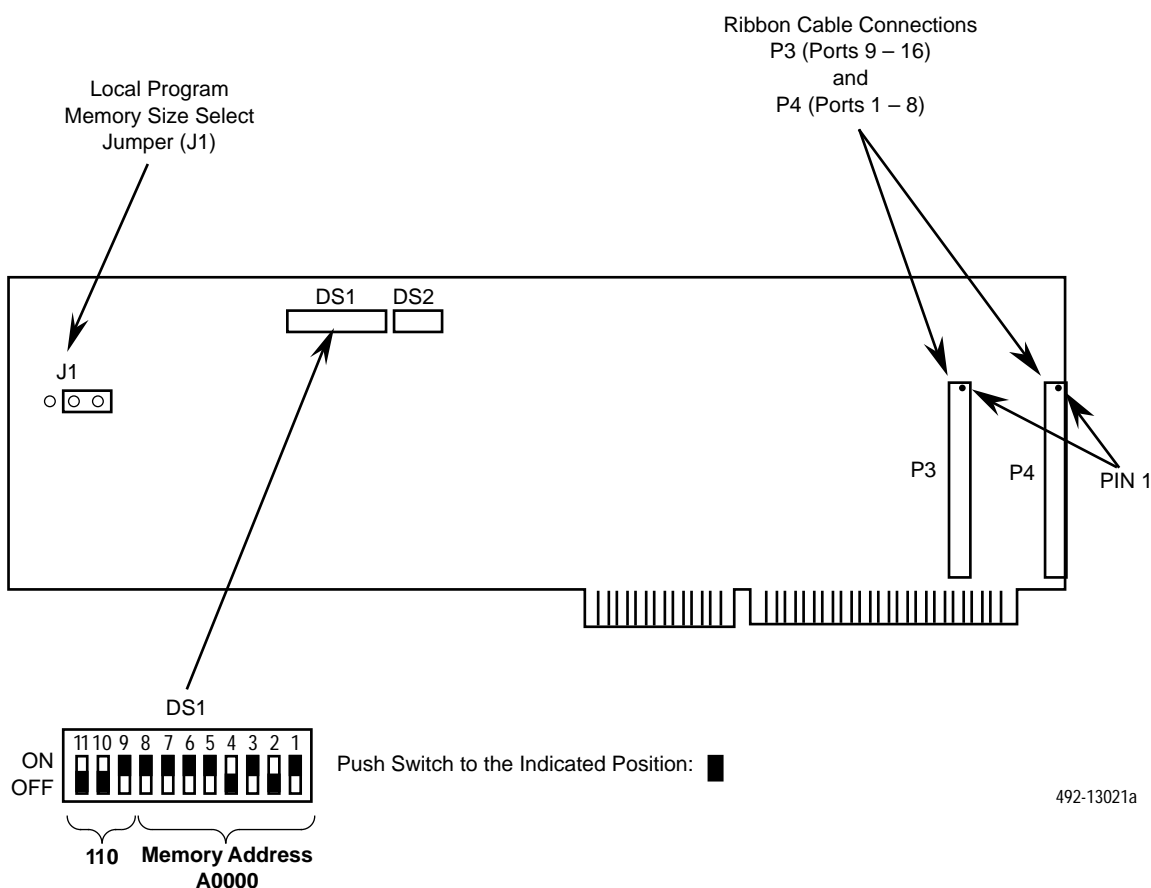 Ribbon Cable Connections
P3 (Ports 9 – 16)
and
P4 (Ports 1 – 8)
Local Program
Memory Size Select
Jumper (J1)
DS1 DS2
J1
P3 P4 PIN 1
DS1
11 10 9 8 7 6 5 4 3 2 1
ON
OFF
Push Switch to the Indicated Position:
492-13021a
110 Memory Address
A0000